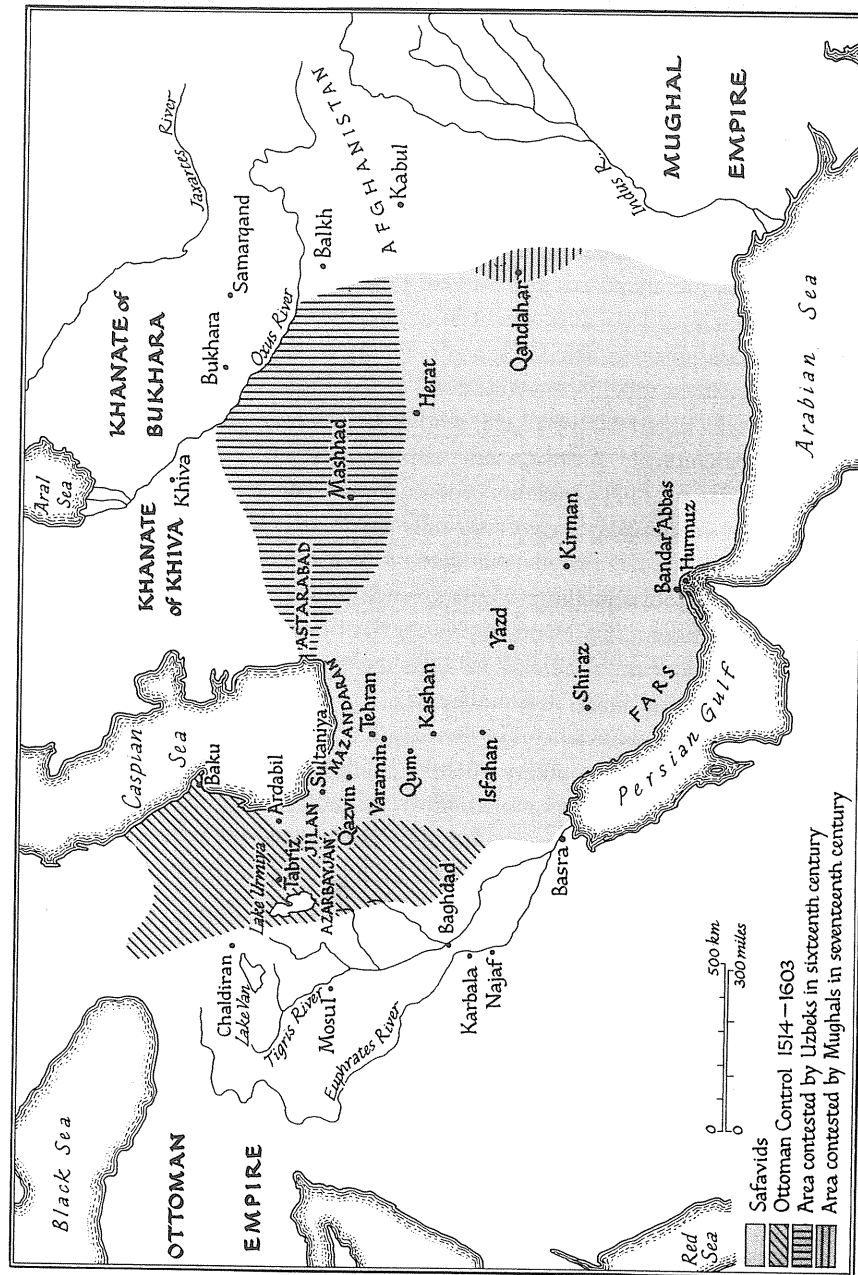 Black Sea
OTTOMAN
EMPIRE
Red
Sea
Caspian
Sea
Baku
Aral
Sea
KHANATE
of KHIVA
Khiva
KHANATE of
BUKHARA
Bukhara
Samarqand
Jaxartes River
Oxus River
Balkh
AFGHANISTAN
Kabul
MUGHAL
EMPIRE
Indus R.
Chaldiran
Lake Van
Lake Urmiya
Tabriz
Ardabil
AZARBAYJAN
JILAN
Sultaniya
MAZANDARAN
ASTARABAD
Qazvin
Tehran
Varamin
Qum
Kashan
Mashhad
Herat
Qandahar
Tigris River
Mosul
Euphrates River
Baghdad
Karbala
Najaf
Basra
Isfahan
Yazd
Shiraz
Kirman
FARS
Bandar ʿAbbas
Hurmuz
Persian Gulf
Arabian Sea
0 500 km
0 300 miles
Safavids
Ottoman Control 1514–1603
Area contested by Uzbeks in sixteenth century
Area contested by Mughals in seventeenth century